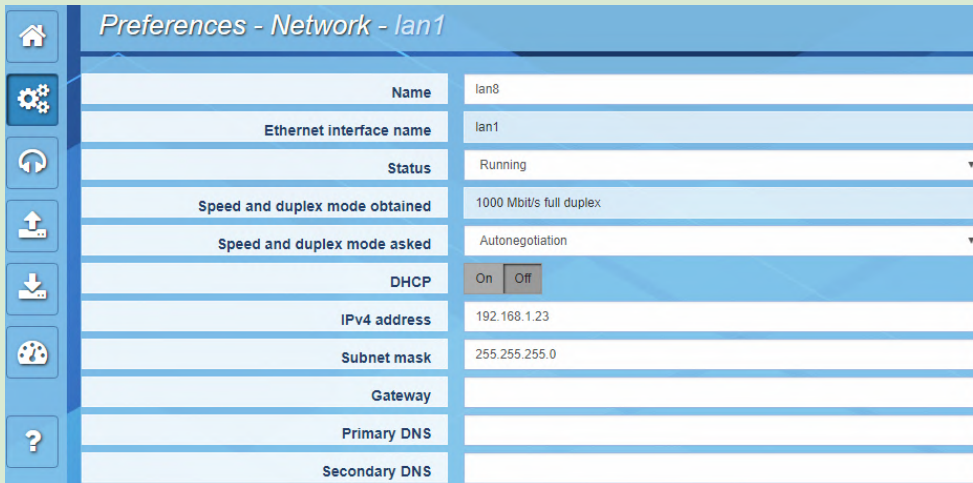 Preferences - Network - lan1
Name lan8
Ethernet interface name lan1
Status Running
Speed and duplex mode obtained 1000 Mbit/s full duplex
Speed and duplex mode asked Autonegotiation
DHCP On Off
IPv4 address 192.168.1.23
Subnet mask 255.255.255.0
Gateway
Primary DNS
?
Secondary DNS